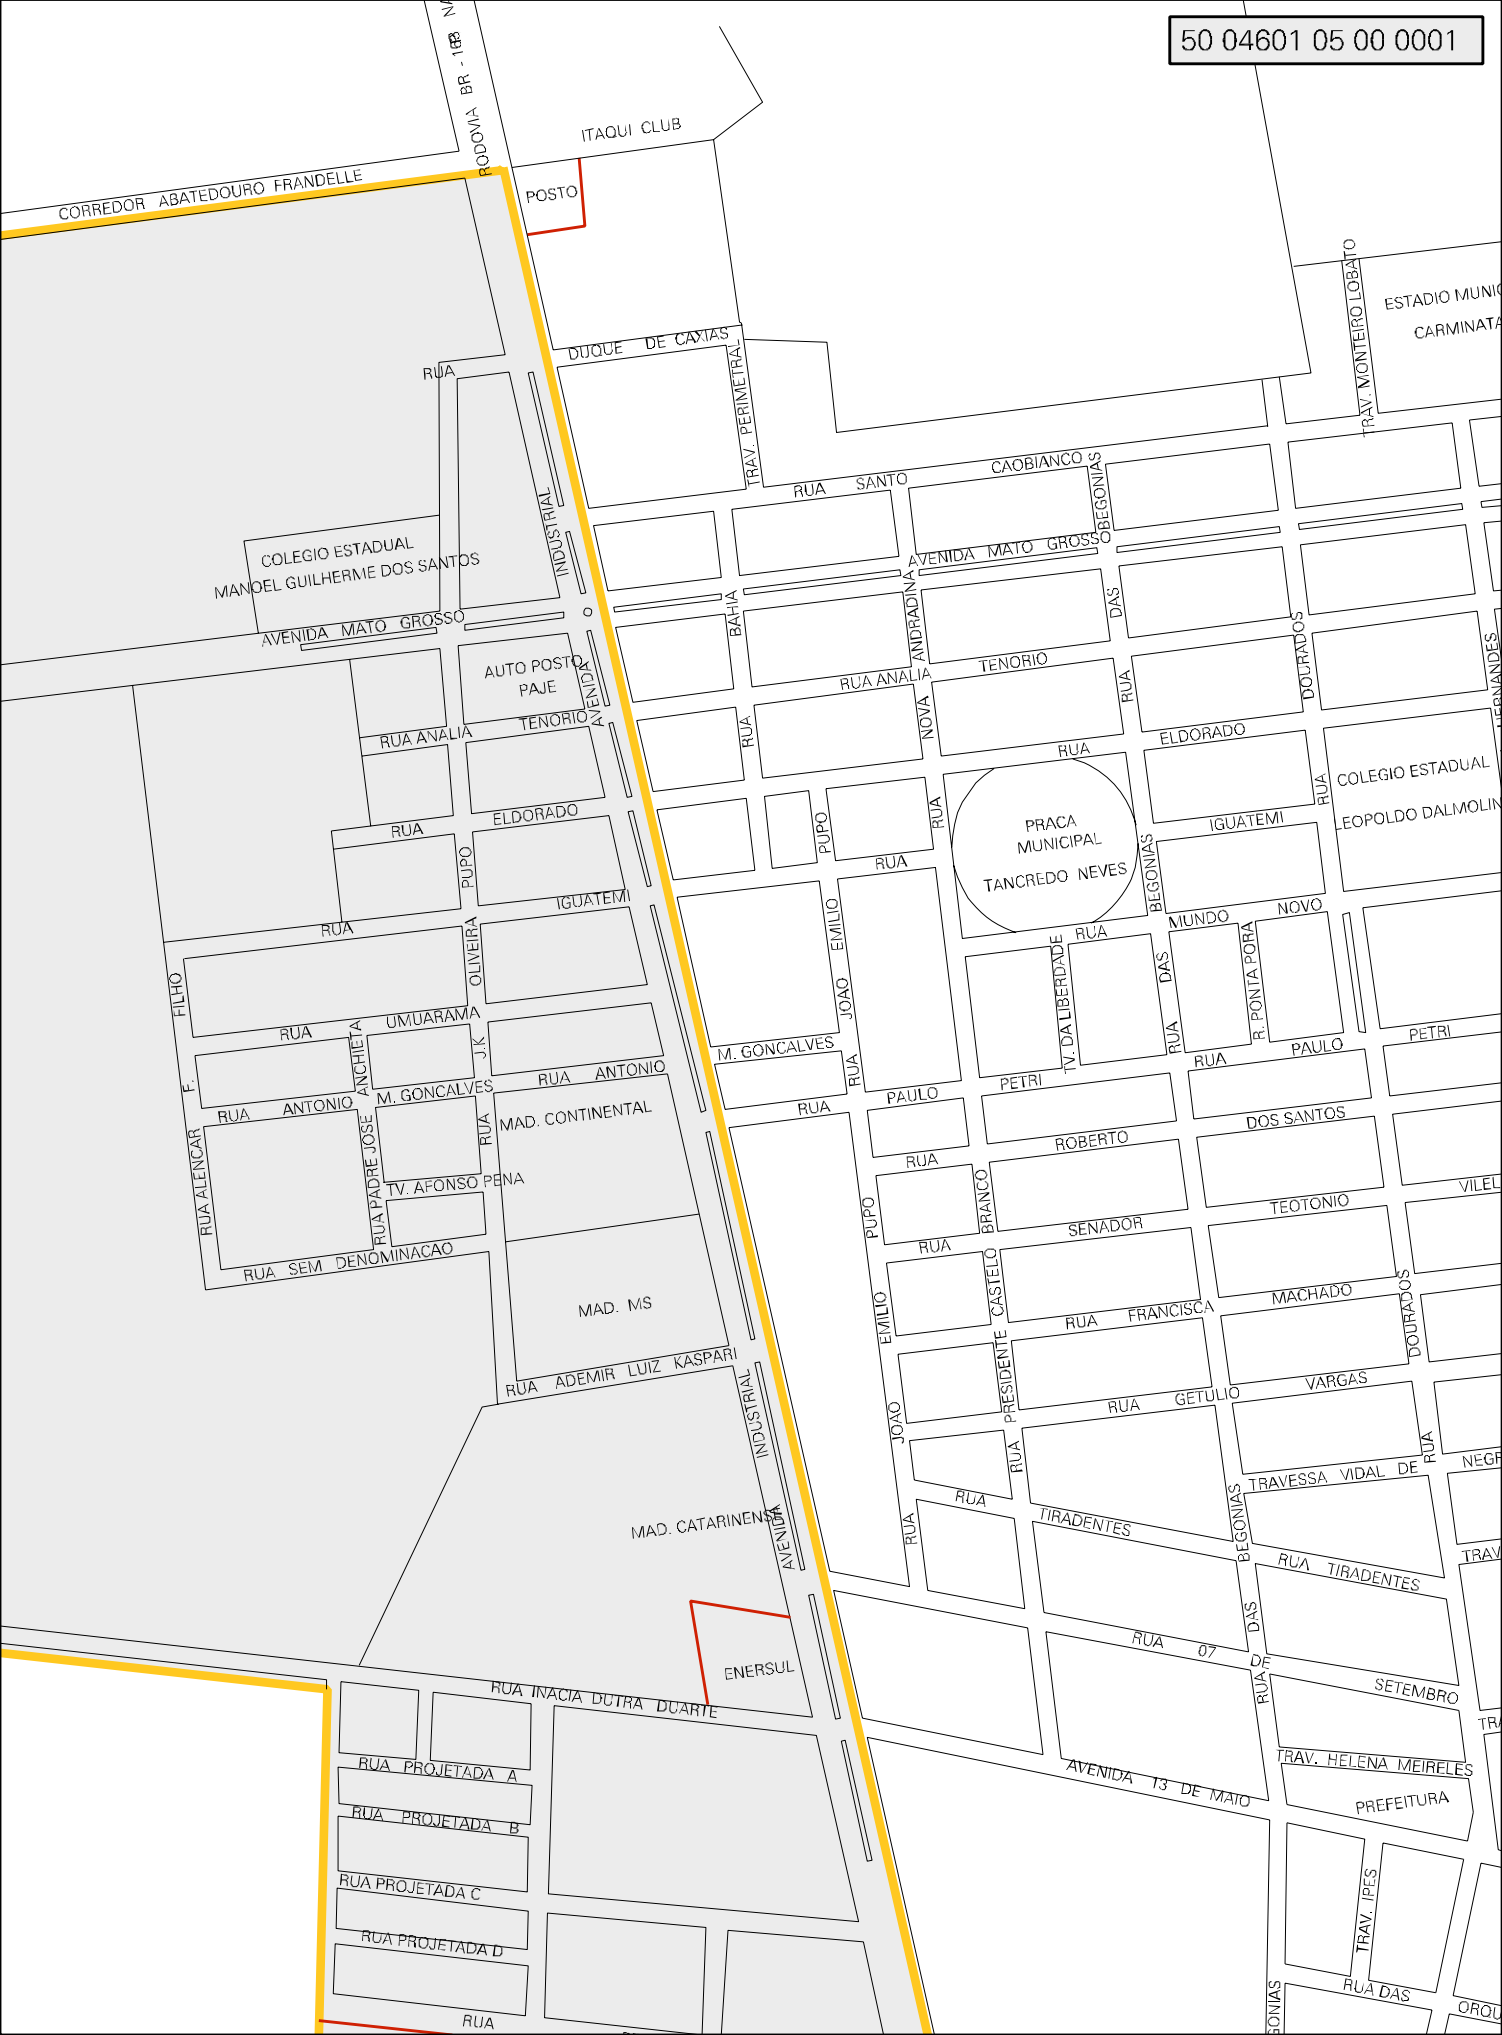 50 04601 05 00 0001
RODOVIA BR - 163
ITAQUI CLUB
CORREDOR ABATEDOURO FRANDELLE
POSTO
TRAV. MONTEIRO LOBATO
ESTADIO MUNIC
CARMINATA
DUQUE DE CAXIAS
RUA
TRAV. PERIMETRAL
RUA SANTO CAOBIANCO
BEGONIAS
INDUSTRIAL
COLEGIO ESTADUAL
MANOEL GUILHERME DOS SANTOS
AVENIDA MATO GROSSO
AVENIDA MATO GROSSO
BAHIA
ANDRADINA
DAS
DOURADOS
HERNANDES
AUTO POSTO
PAJE
AVENIDA
RUA ANALIA TENORIO
RUA ANALIA TENORIO
RUA
NOVA
RUA
RUA ELDORADO
RUA
COLEGIO ESTADUAL
LEOPOLDO DALMOLIN
RUA ELDORADO
PUPO
PUPO
RUA
PRACA
MUNICIPAL
TANCREDO NEVES
RUA IGUATEMI
BEGONIAS
RUA IGUATEMI
EMILIO
RUA MUNDO NOVO
OLIVEIRA
FILHO
JOAO
TV. DA LIBERDADE
DAS
R. PONTA PORA
RUA UMUARAMA
ANCHIETA
J.K
M. GONCALVES
RUA
RUA
RUA PAULO PETRI
F.
RUA ANTONIO M. GONCALVES
RUA ANTONIO
RUA PAULO PETRI
MAD. CONTINENTAL
RUA
RUA ALENCAR
RUA PADRE JOSE
TV. AFONSO PENA
RUA ROBERTO DOS SANTOS
PUPO
BRANCO
RUA SENADOR TEOTONIO VILEL
RUA SEM DENOMINACAO
MAD. MS
EMILIO
CASTELO
DOURADOS
RUA FRANCISCA MACHADO
RUA ADEMIR LUIZ KASPARI
PRESIDENTE
RUA GETULIO VARGAS
INDUSTRIAL
JOAO
RUA
RUA
TRAVESSA VIDAL DE NEGR
MAD. CATARINENSE
AVENIDA
RUA
RUA TIRADENTES
BEGONIAS
RUA TIRADENTES
TRAV
DAS
RUA 07 DE SETEMBRO
ENERSUL
RUA
RUA INACIA DUTRA DUARTE
TRA
TRAV. HELENA MEIRELES
AVENIDA 13 DE MAIO
PREFEITURA
RUA PROJETADA A
RUA PROJETADA B
RUA PROJETADA C
RUA PROJETADA D
TRAV. IPES
RUA DAS ORQU
GONIAS
RUA